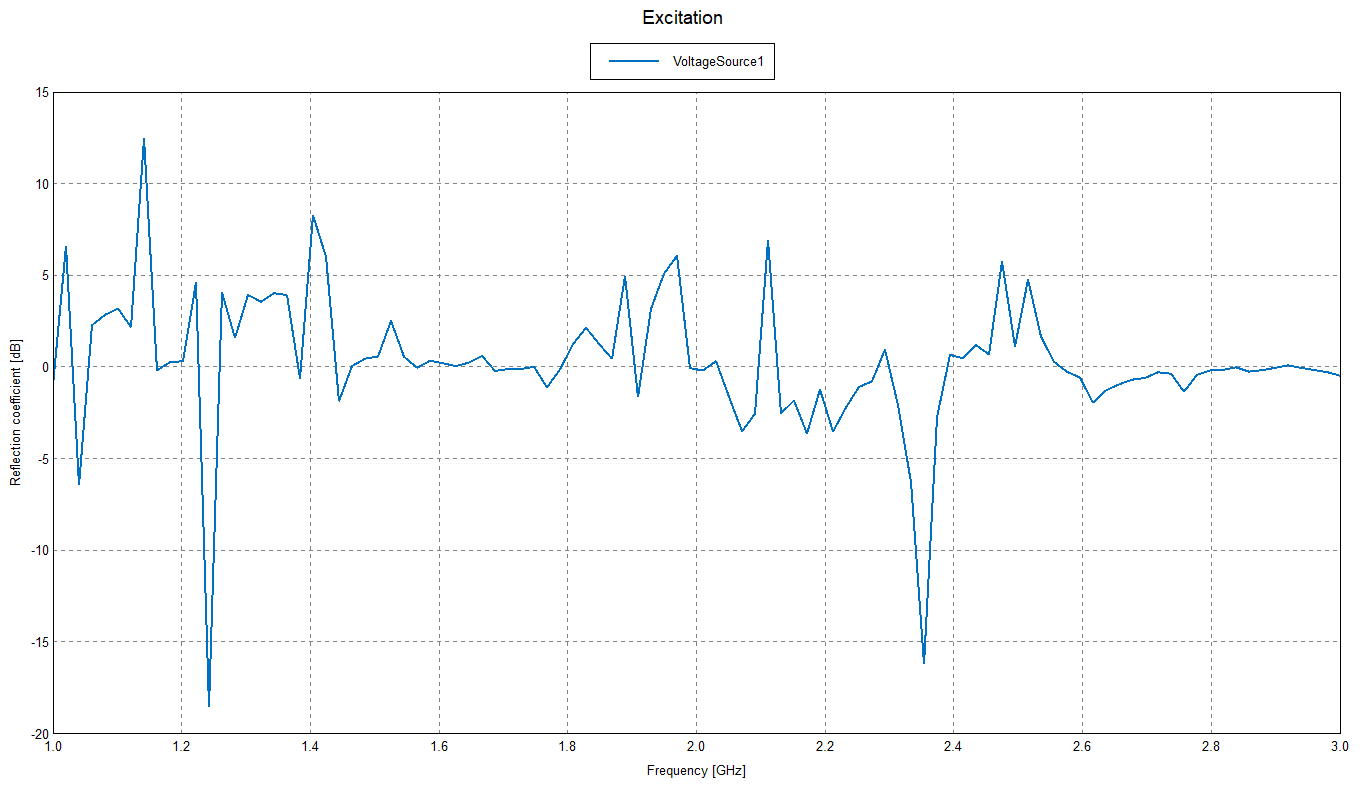 Excitation
VoltageSource1
15
10
5
0
-5
-10
-15
-20
Reflection coefficient [dB]
1.0 1.2 1.4 1.6 1.8 2.0 2.2 2.4 2.6 2.8 3.0
Frequency [GHz]